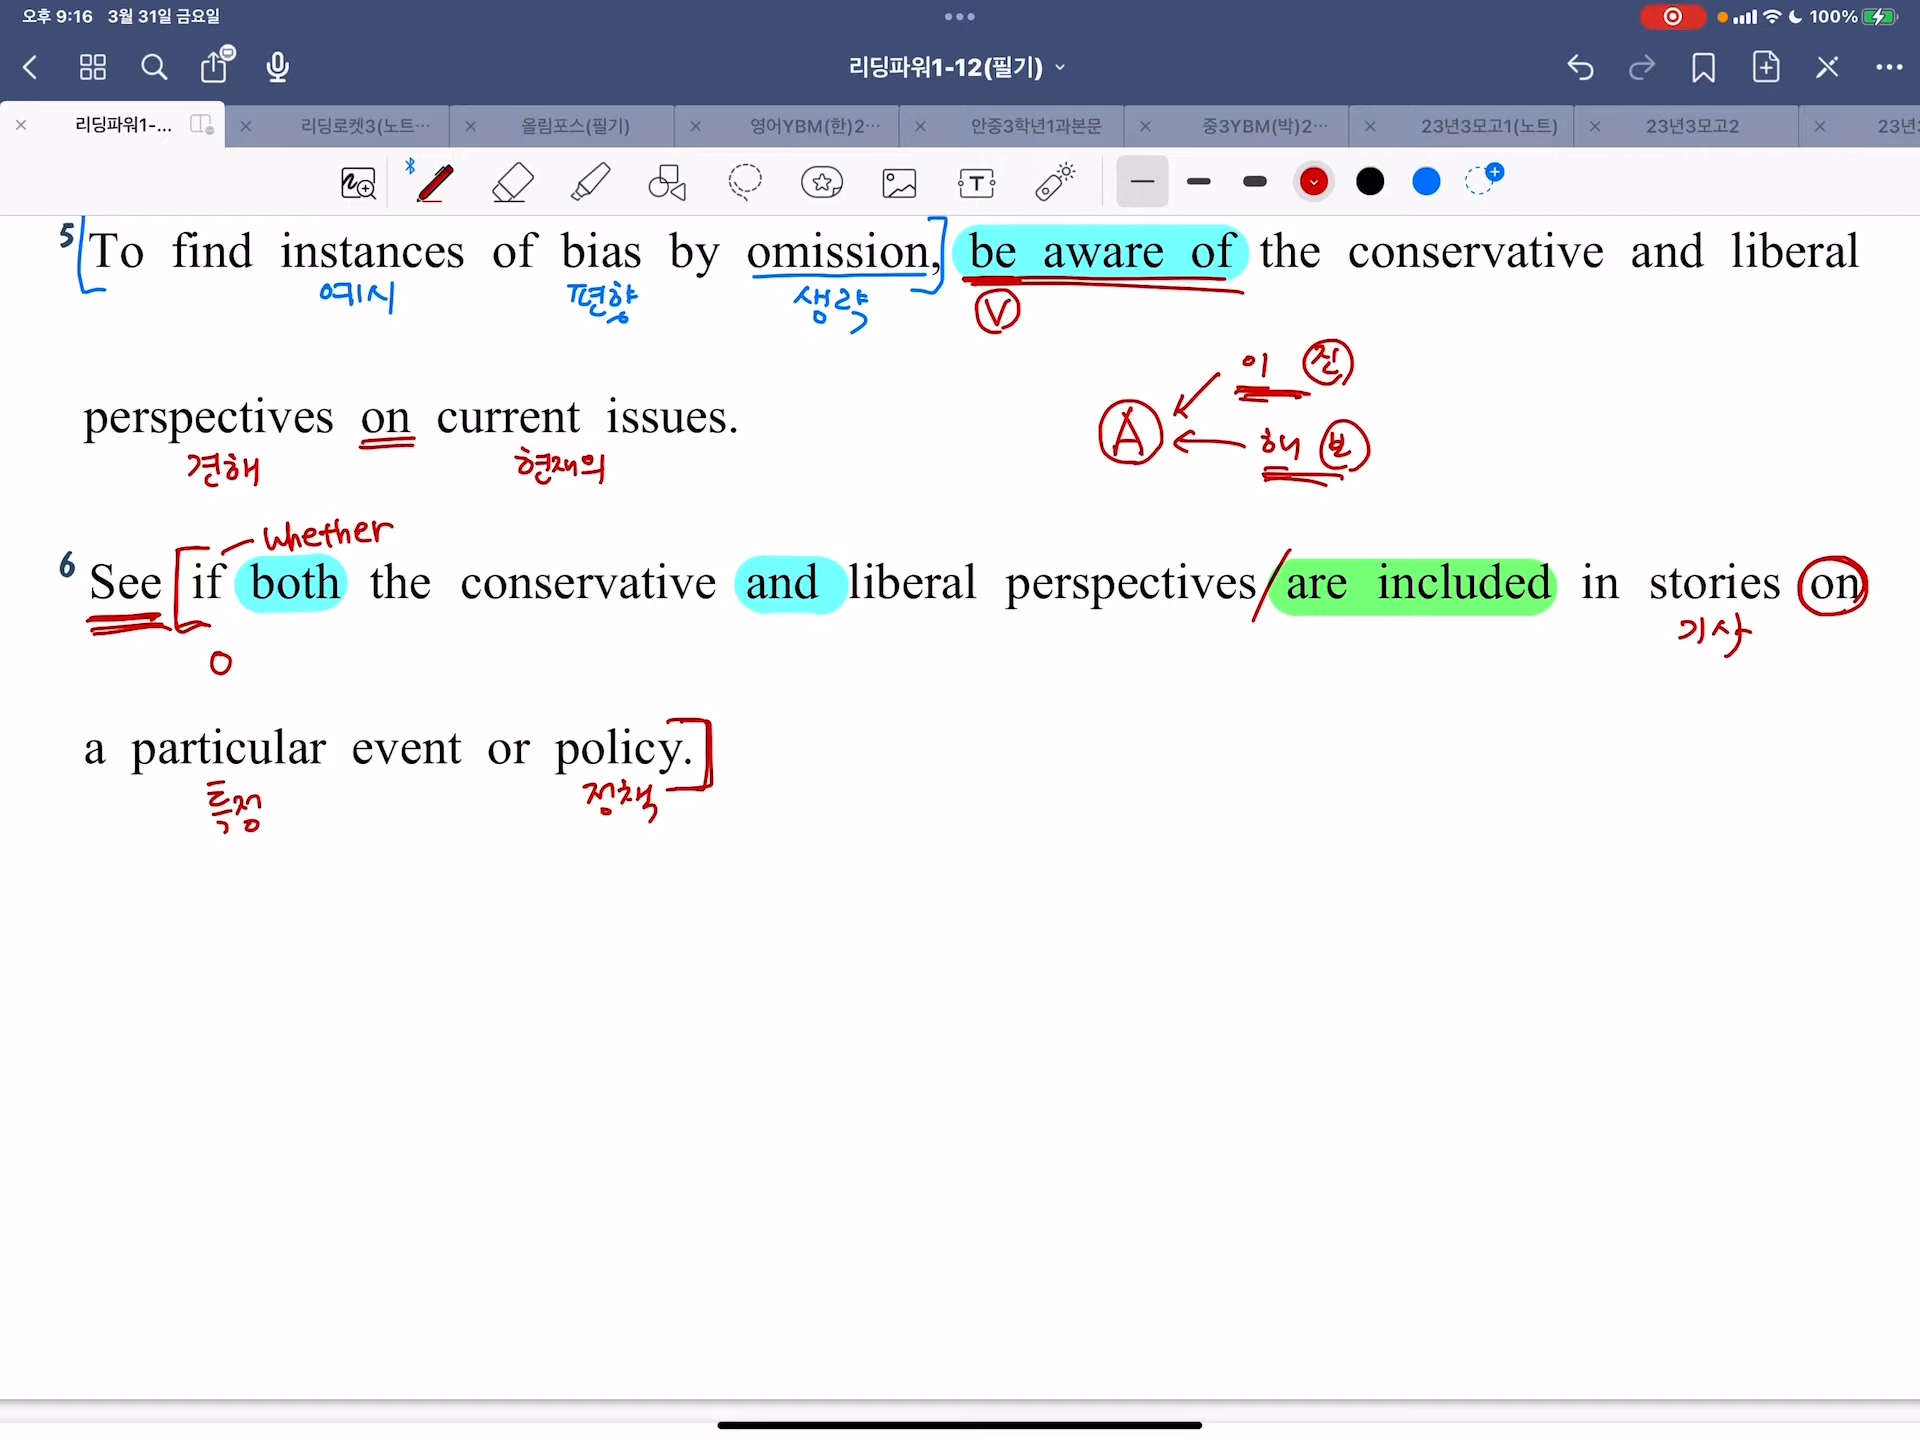 오후 9:16 3월 31일 금요일
100%
리딩파워1-12(필기)
리딩파워1-...
리딩로켓3(노트…
올림포스(필기)
영어YBM(한)2…
안중3학년1과본문
중3YBM(박)2…
23년3모고1(노트)
23년3모고2
23년
5 To find instances of bias by omission, be aware of the conservative and liberal
예시 편향 생략 V
이 진
perspectives on current issues.
A
해 보
견해 현재의
whether
6 See if both the conservative and liberal perspectives / are included in stories on
기사
O
a particular event or policy.
특정 정책